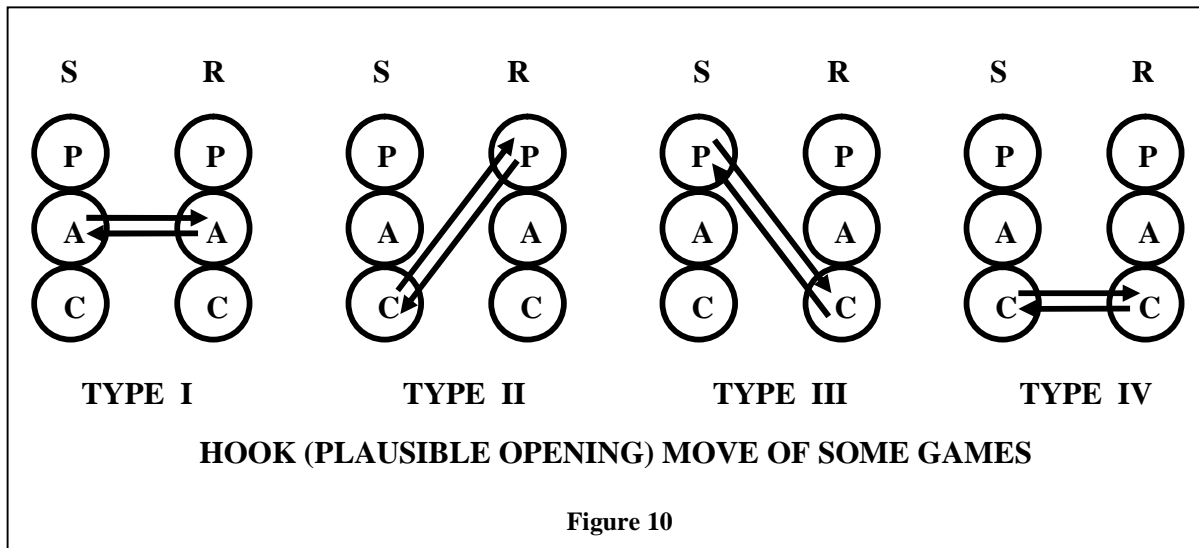 S R S R S R S R
P P P P P P P P
A A A A A A A A
C C C C C C C C
TYPE I TYPE II TYPE III TYPE IV
HOOK (PLAUSIBLE OPENING) MOVE OF SOME GAMES
Figure 10